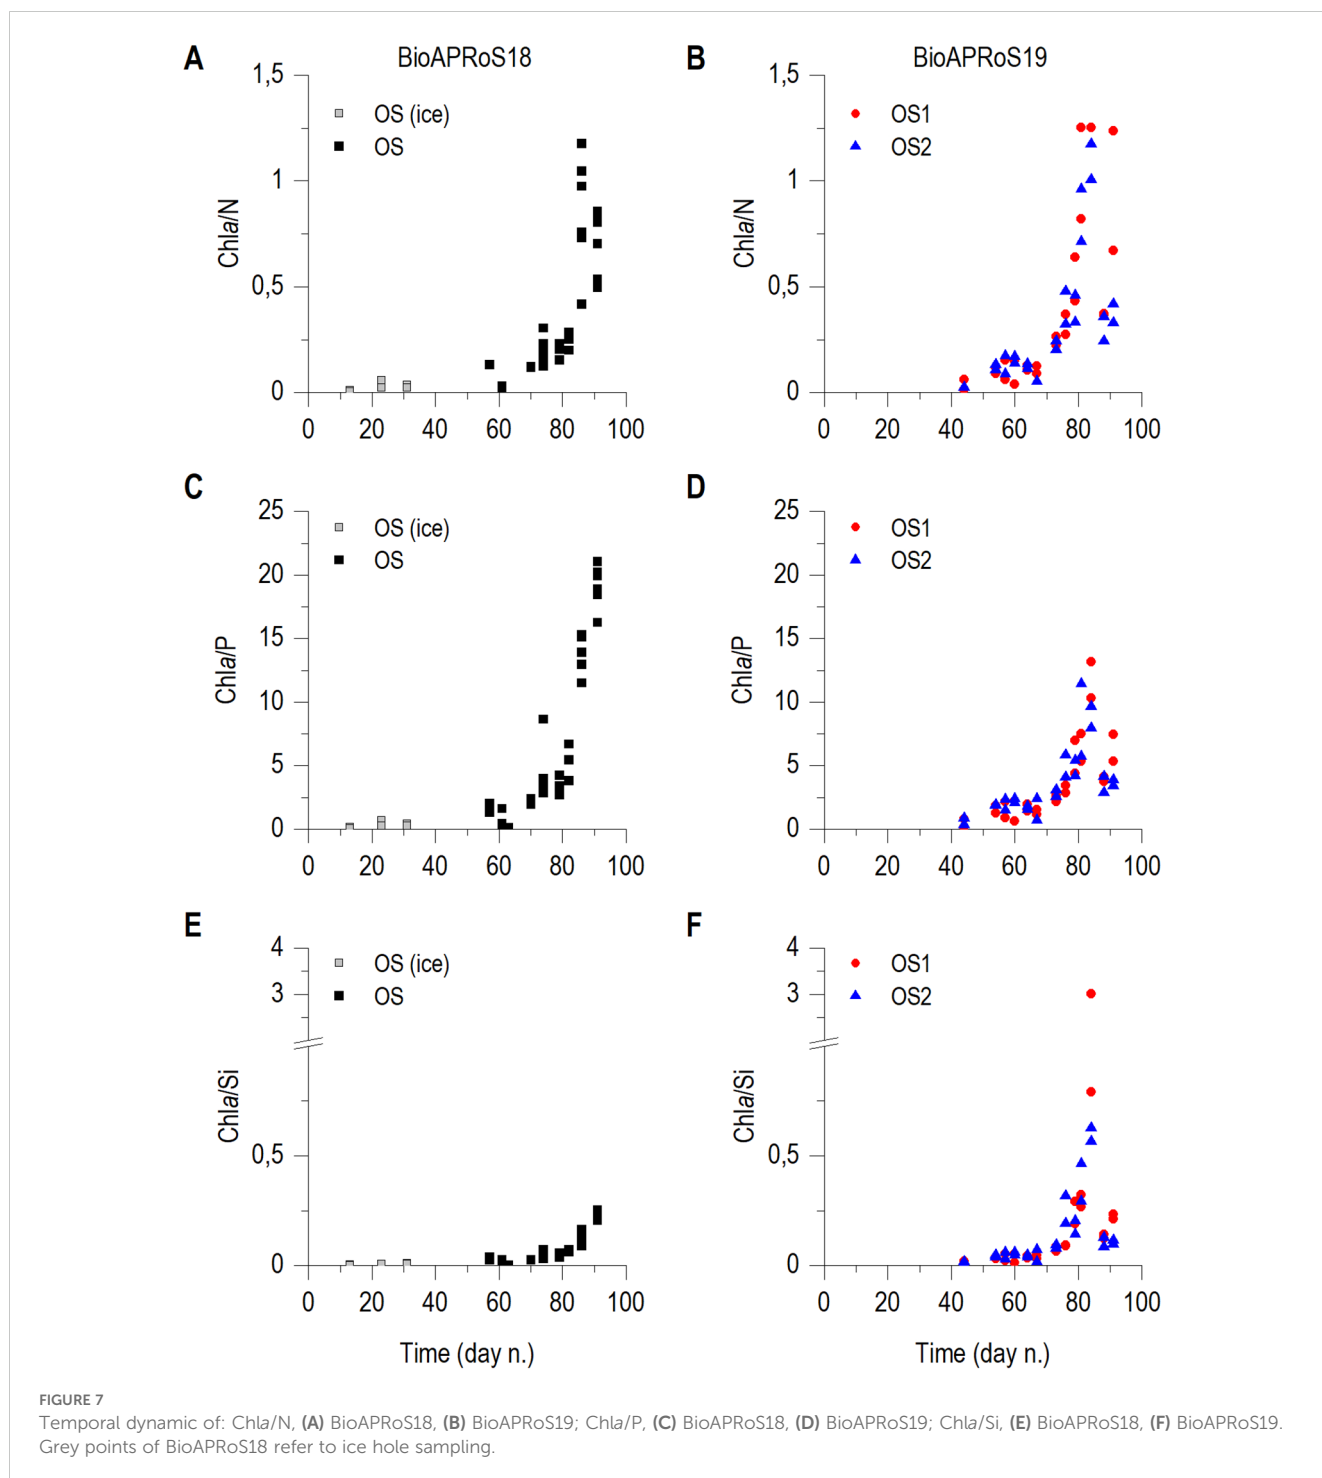 A BioAPRoS18
1,5
OS (ice)
OS
1
Chla/N
0,5
0
0 20 40 60 80 100
B BioAPRoS19
1,5
OS1
OS2
1
Chla/N
0,5
0
0 20 40 60 80 100
C
25
OS (ice)
OS
20
15
Chla/P
10
5
0
0 20 40 60 80 100
D
25
OS1
OS2
20
15
Chla/P
10
5
0
0 20 40 60 80 100
E
4
OS (ice)
3
OS
Chla/Si
0,5
0
0 20 40 60 80 100
Time (day n.)
F
4
OS1
3
OS2
Chla/Si
0,5
0
0 20 40 60 80 100
Time (day n.)
FIGURE 7
Temporal dynamic of: Chla/N, (A) BioAPRoS18, (B) BioAPRoS19; Chla/P, (C) BioAPRoS18, (D) BioAPRoS19; Chla/Si, (E) BioAPRoS18, (F) BioAPRoS19.
Grey points of BioAPRoS18 refer to ice hole sampling.